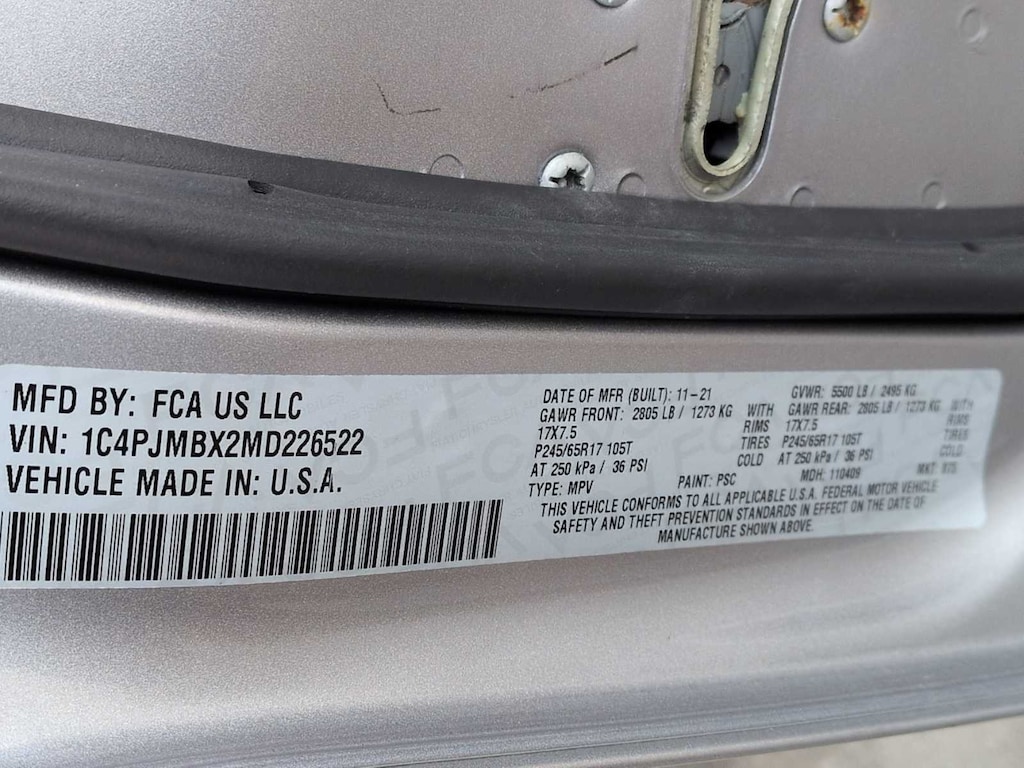 MFD BY: FCA US LLC
VIN: 1C4PJMBX2MD226522
VEHICLE MADE IN: U.S.A.
DATE OF MFR (BUILT): 11-21 GVWR: 5500 LB / 2495 KG
GAWR FRONT: 2805 LB / 1273 KG WITH GAWR REAR: 2805 LB / 1273 KG WITH
17X7.5 RIMS 17X7.5 RIMS
P245/65R17 105T TIRES P245/65R17 105T TIRES
AT 250 kPa / 36 PSI COLD AT 250 kPa / 36 PSI COLD
TYPE: MPV PAINT: PSC MDH: 110409
THIS VEHICLE CONFORMS TO ALL APPLICABLE U.S.A. FEDERAL MOTOR VEHICLE
SAFETY AND THEFT PREVENTION STANDARDS IN EFFECT ON THE DATE OF
MANUFACTURE SHOWN ABOVE.